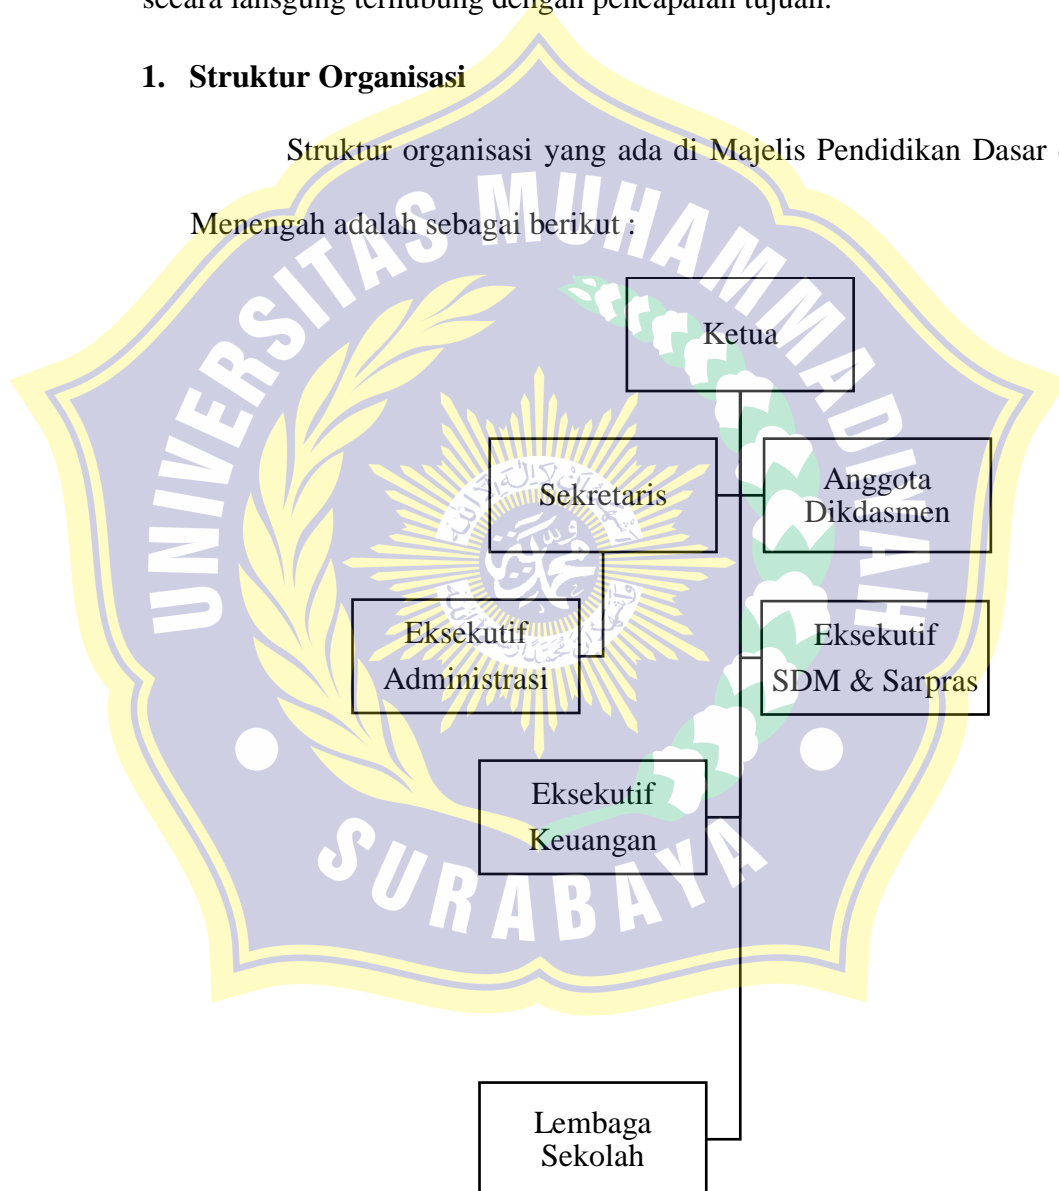 secara lansgung terhubung dengan pencapaian tujuan.
1. Struktur Organisasi
Struktur organisasi yang ada di Majelis Pendidikan Dasar
Menengah adalah sebagai berikut :
Ketua
Sekretaris
Anggota
Dikdasmen
Eksekutif
Administrasi
Eksekutif
SDM & Sarpras
Eksekutif
Keuangan
Lembaga
Sekolah
UNIVERSITAS MUHAMMADIYAH
SURABAYA